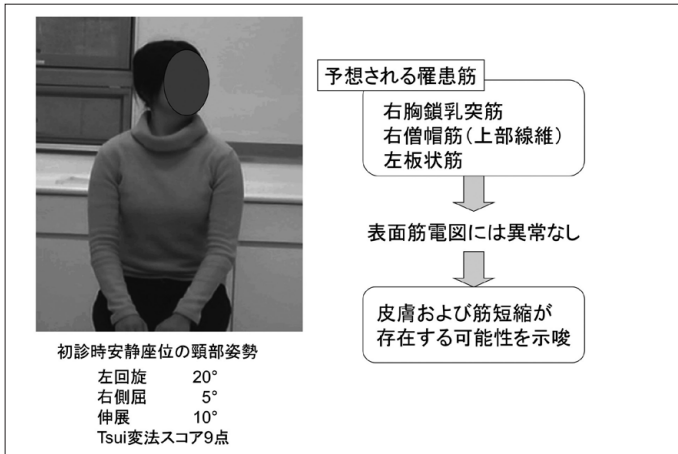 予想される罹患筋
右胸鎖乳突筋
右僧帽筋（上部線維）
左板状筋
表面筋電図には異常なし
皮膚および筋短縮が
存在する可能性を示唆
初診時安静座位の頸部姿勢
左回旋 20°
右側屈 5°
伸展 10°
Tsui変法スコア9点